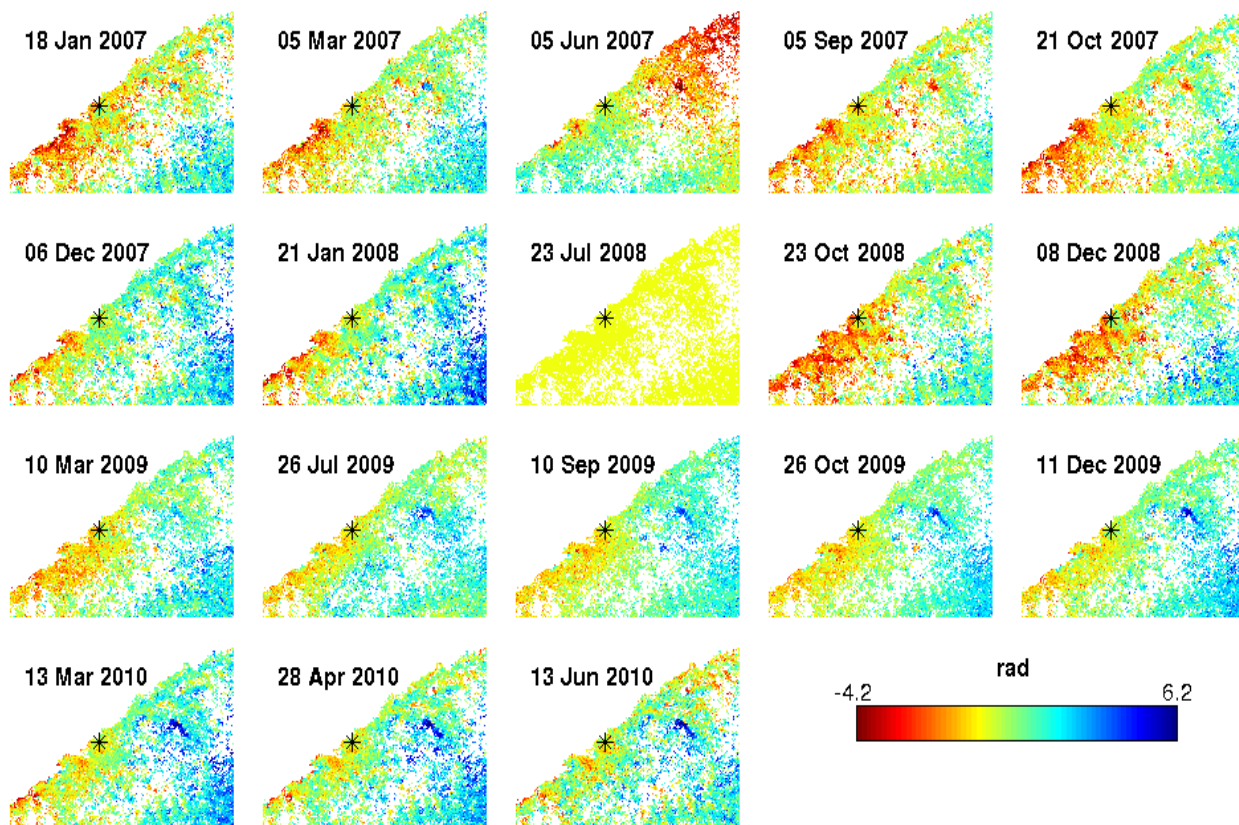 18 Jan 2007
05 Mar 2007
05 Jun 2007
05 Sep 2007
21 Oct 2007
06 Dec 2007
21 Jan 2008
23 Jul 2008
23 Oct 2008
08 Dec 2008
10 Mar 2009
26 Jul 2009
10 Sep 2009
26 Oct 2009
11 Dec 2009
13 Mar 2010
28 Apr 2010
13 Jun 2010
rad
-4.2 6.2